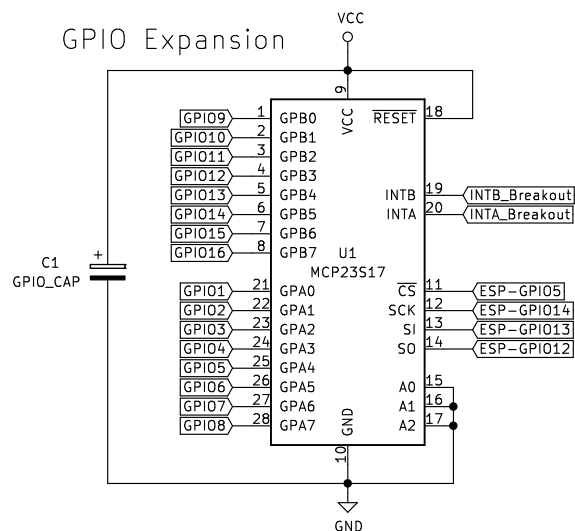 GPIO Expansion
VCC
9
VCC
GPIO9 1 GPB0
GPIO10 2 GPB1
GPIO11 3 GPB2
GPIO12 4 GPB3
GPIO13 5 GPB4
GPIO14 6 GPB5
GPIO15 7 GPB6
GPIO16 8 GPB7
RESET 18
INTB 19 INTB_Breakout
INTA 20 INTA_Breakout
U1
MCP23S17
+
C1
GPIO_CAP
GPIO1 21 GPA0
GPIO2 22 GPA1
GPIO3 23 GPA2
GPIO4 24 GPA3
GPIO5 25 GPA4
GPIO6 26 GPA5
GPIO7 27 GPA6
GPIO8 28 GPA7
CS 11 ESP-GPIO5
SCK 12 ESP-GPIO14
SI 13 ESP-GPIO13
SO 14 ESP-GPIO12
A0 15
A1 16
A2 17
GND
10
GND